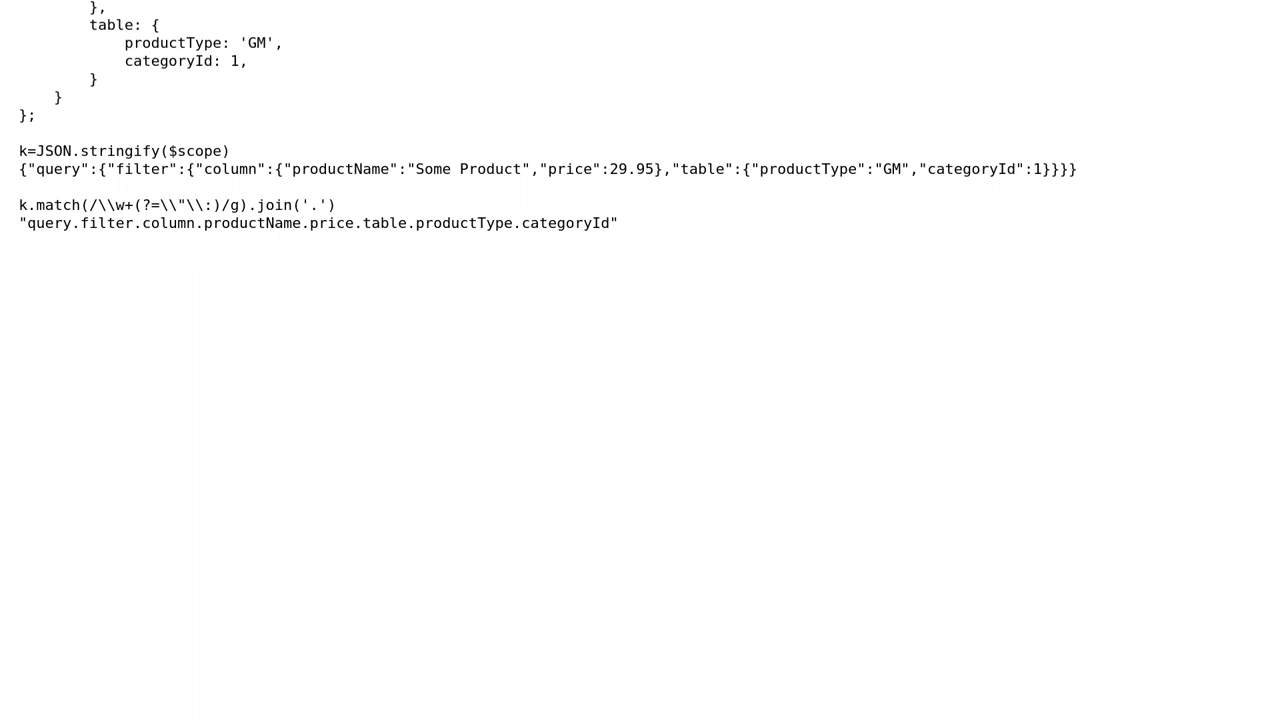 },
        table: {
            productType: 'GM',
            categoryId: 1,
        }
    }
};

k=JSON.stringify($scope)
{"query":{"filter":{"column":{"productName":"Some Product","price":29.95},"table":{"productType":"GM","categoryId":1}}}}

k.match(/\\w+(?=\\"\\:)/g).join('.')
"query.filter.column.productName.price.table.productType.categoryId"